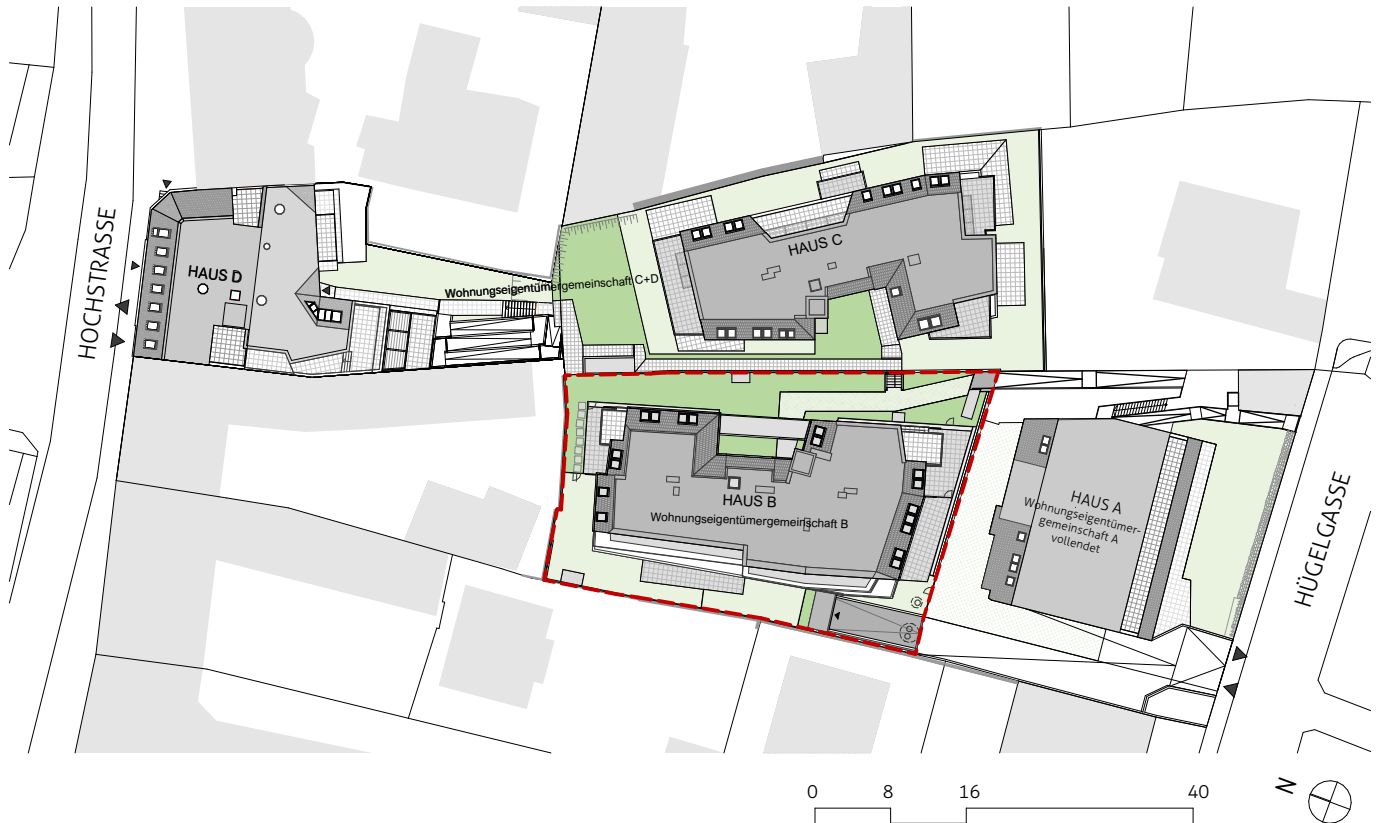 HOCHSTRASSE
HAUS D
Wohnungseigentümergemeinschaft C+D
HAUS C
HAUS B
Wohnungseigentümergemeinschaft B
HAUS A
Wohnungseigentümer-
gemeinschaft A
vollendet
HÜGELGASSE
0 8 16 40
N